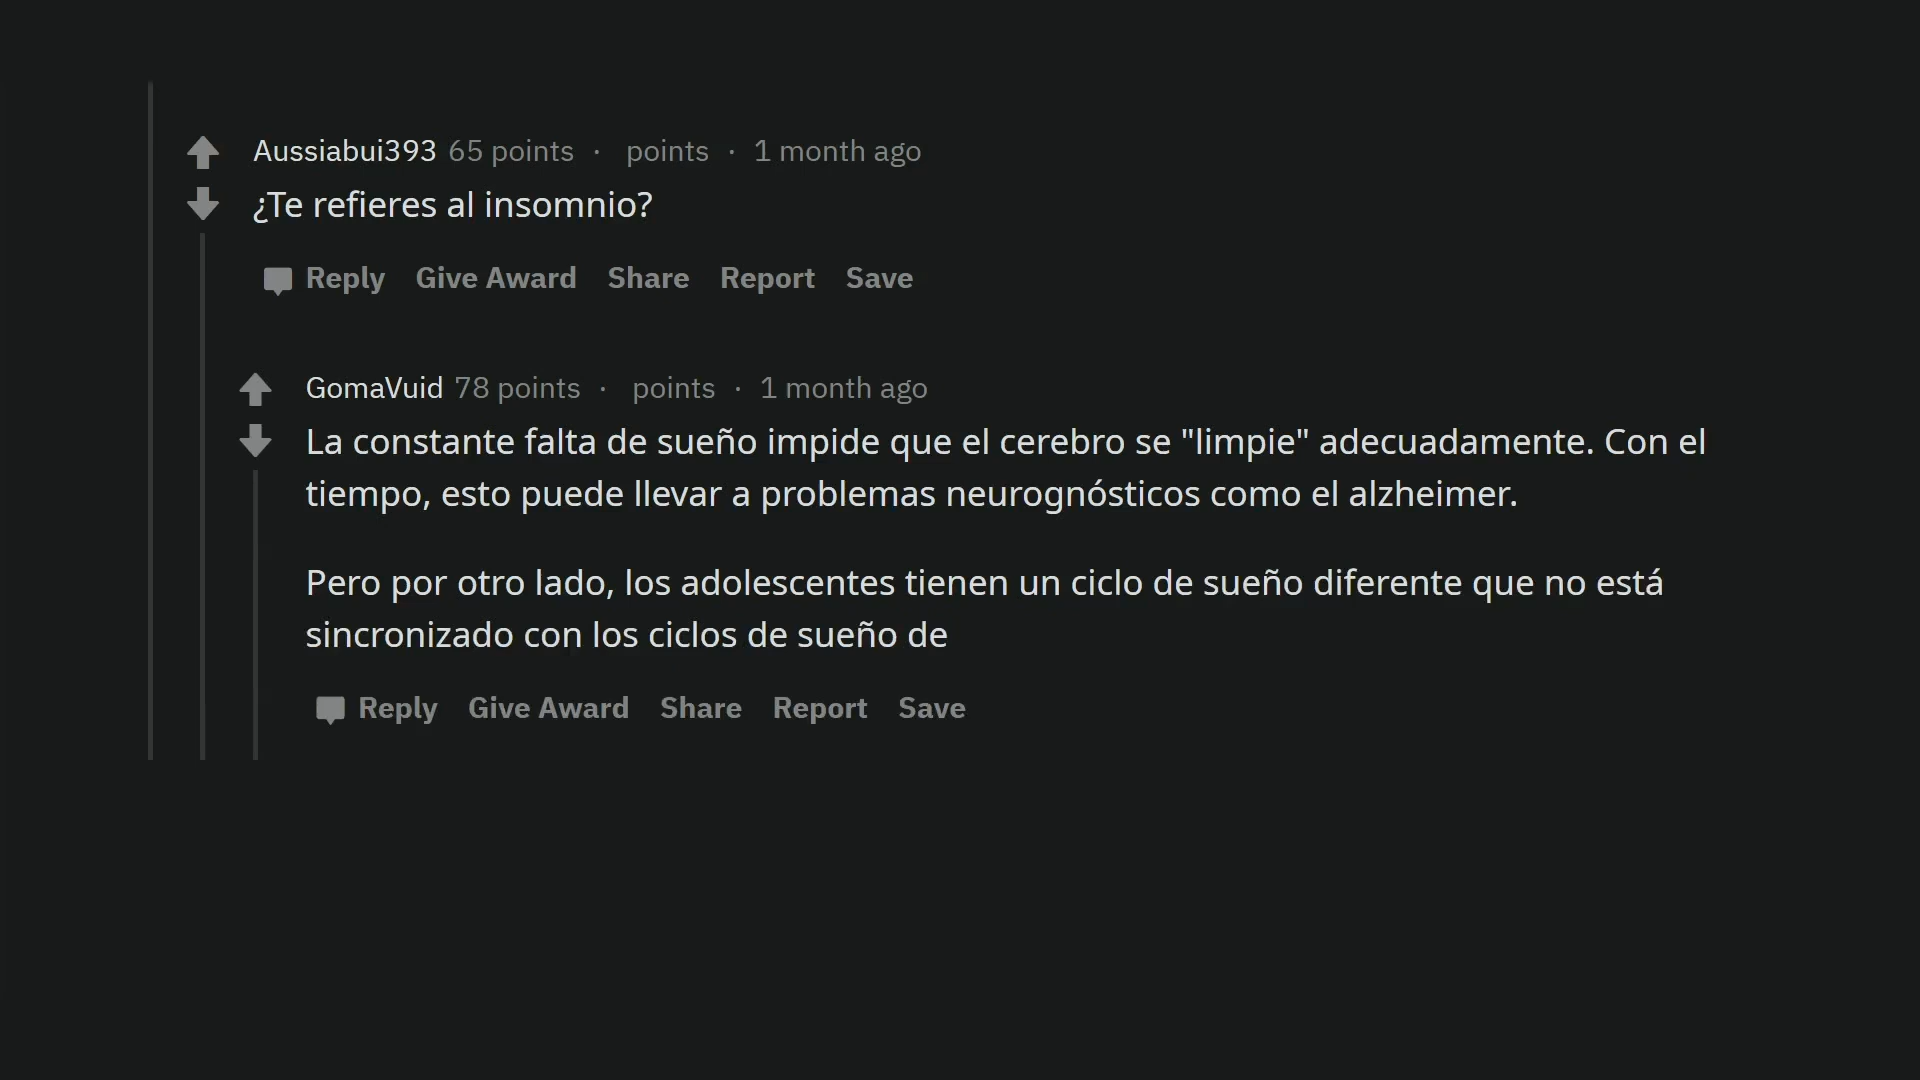 Aussiabui393 65 points · points · 1 month ago
¿Te refieres al insomnio?
Reply Give Award Share Report Save
GomaVuid 78 points · points · 1 month ago
La constante falta de sueño impide que el cerebro se "limpie" adecuadamente. Con el
tiempo, esto puede llevar a problemas neurognósticos como el alzheimer.
Pero por otro lado, los adolescentes tienen un ciclo de sueño diferente que no está
sincronizado con los ciclos de sueño de
Reply Give Award Share Report Save